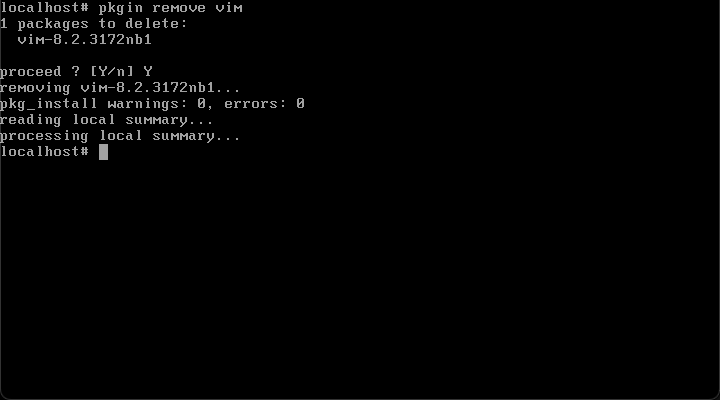 localhost# pkgin remove vim
1 packages to delete:
  vim-8.2.3172nb1

proceed ? [Y/n] Y
removing vim-8.2.3172nb1...
pkg_install warnings: 0, errors: 0
reading local summary...
processing local summary...
localhost#